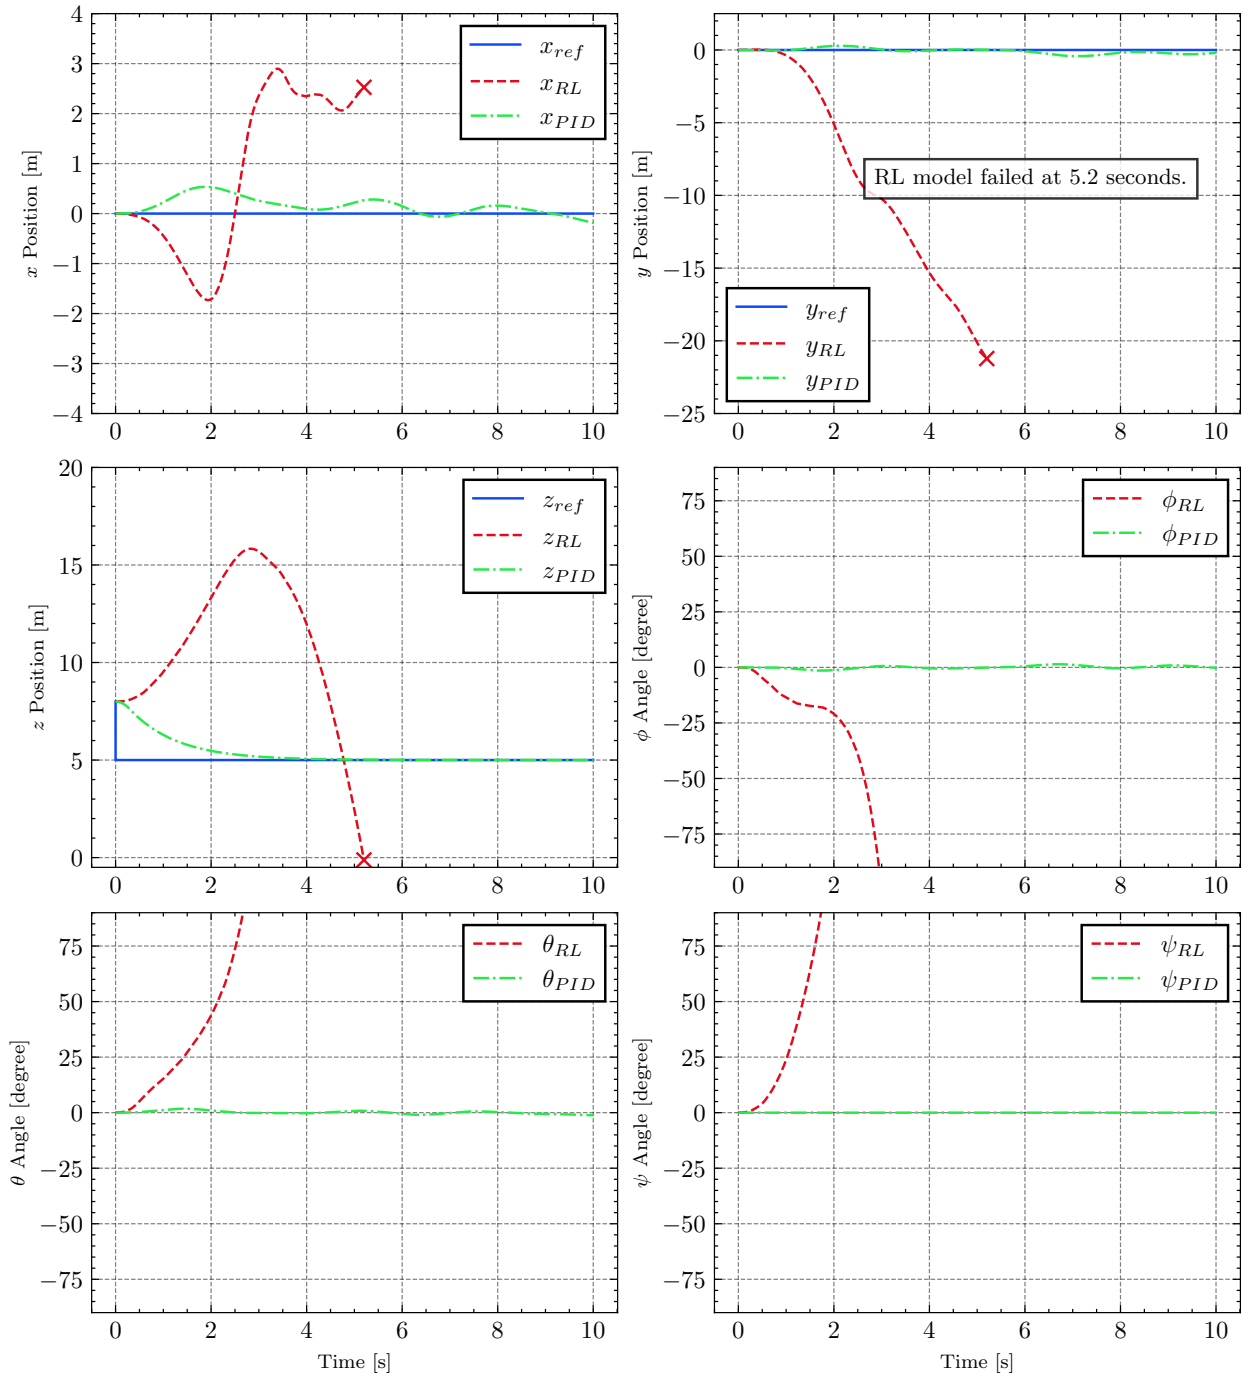 4
3
2
1
0
−1
−2
−3
−4
x Position [m]
x_ref
x_RL
x_PID
0 2 4 6 8 10
0
−5
−10
−15
−20
−25
y Position [m]
RL model failed at 5.2 seconds.
y_ref
y_RL
y_PID
0 2 4 6 8 10
20
15
10
5
0
z Position [m]
z_ref
z_RL
z_PID
0 2 4 6 8 10
75
50
25
0
−25
−50
−75
ϕ Angle [degree]
ϕ_RL
ϕ_PID
0 2 4 6 8 10
75
50
25
0
−25
−50
−75
θ Angle [degree]
θ_RL
θ_PID
0 2 4 6 8 10
Time [s]
75
50
25
0
−25
−50
−75
ψ Angle [degree]
ψ_RL
ψ_PID
0 2 4 6 8 10
Time [s]